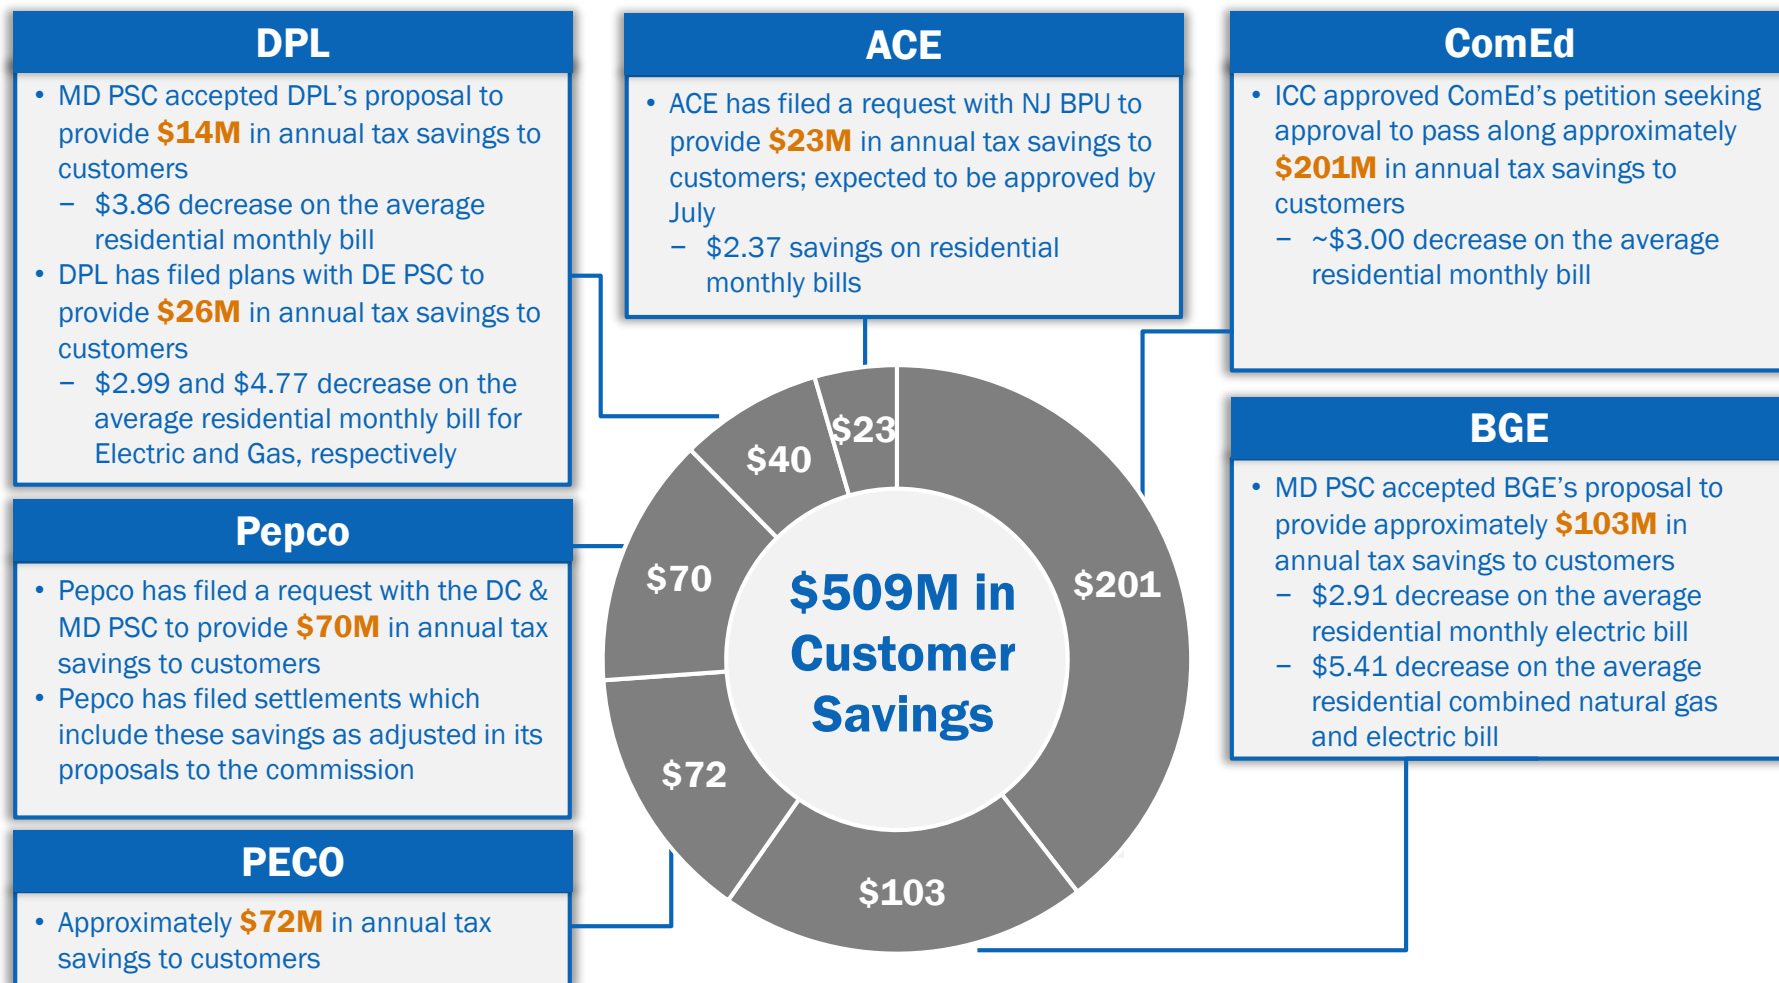 DPL
• MD PSC accepted DPL's proposal to
provide $14M in annual tax savings to
customers
− $3.86 decrease on the average
residential monthly bill
• DPL has filed plans with DE PSC to
provide $26M in annual tax savings to
customers
− $2.99 and $4.77 decrease on the
average residential monthly bill for
Electric and Gas, respectively
ACE
• ACE has filed a request with NJ BPU to
provide $23M in annual tax savings to
customers; expected to be approved by
July
− $2.37 savings on residential
monthly bills
ComEd
• ICC approved ComEd's petition seeking
approval to pass along approximately
$201M in annual tax savings to
customers
− ~$3.00 decrease on the average
residential monthly bill
BGE
• MD PSC accepted BGE's proposal to
provide approximately $103M in
annual tax savings to customers
− $2.91 decrease on the average
residential monthly electric bill
− $5.41 decrease on the average
residential combined natural gas
and electric bill
Pepco
• Pepco has filed a request with the DC &
MD PSC to provide $70M in annual tax
savings to customers
• Pepco has filed settlements which
include these savings as adjusted in its
proposals to the commission
PECO
• Approximately $72M in annual tax
savings to customers
$23
$40
$70
$201
$72
$103
$509M in
Customer
Savings